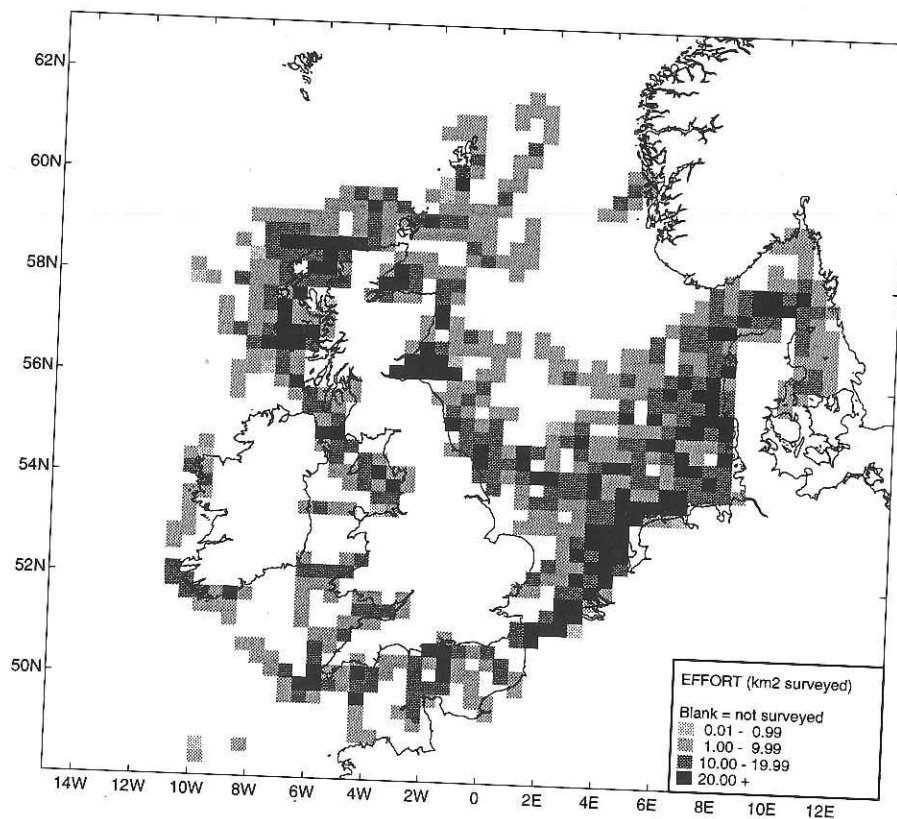 62N
60N
58N
56N
54N
52N
50N
14W 12W 10W 8W 6W 4W 2W 0 2E 4E 6E 8E 10E 12E
EFFORT (km2 surveyed)
Blank = not surveyed
0.01 - 0.99
1.00 - 9.99
10.00 - 19.99
20.00 +